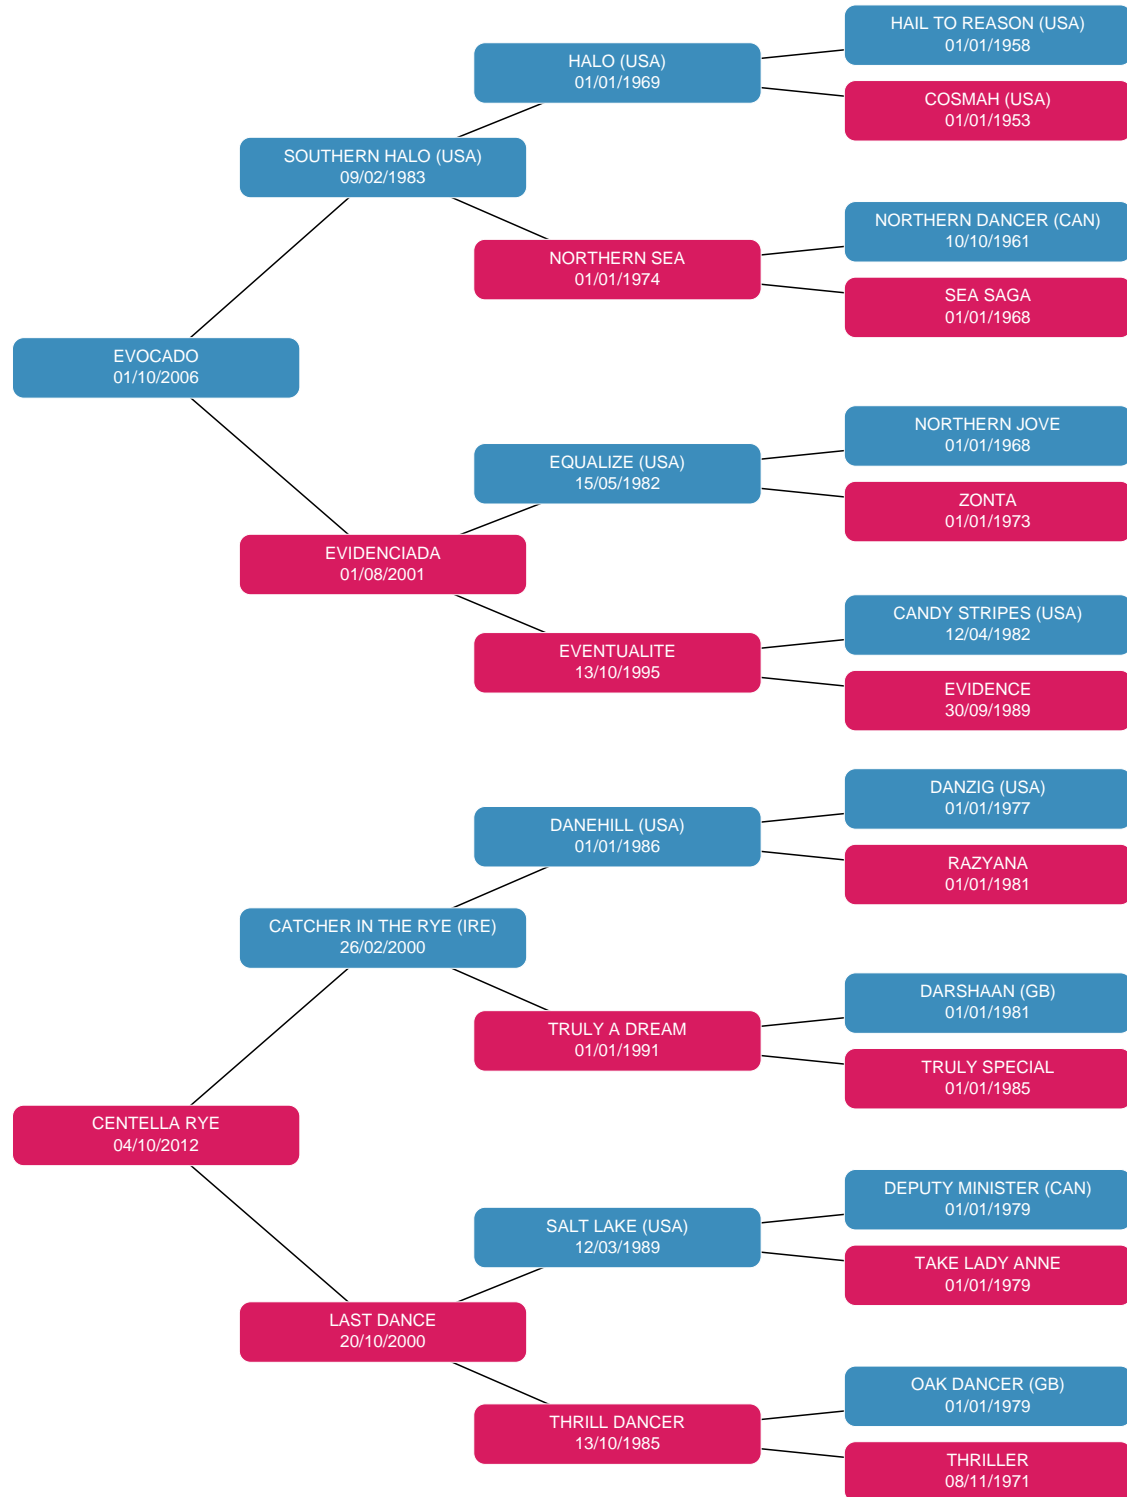 HAIL TO REASON (USA)
01/01/1958
HALO (USA)
01/01/1969
COSMAH (USA)
01/01/1953
SOUTHERN HALO (USA)
09/02/1983
NORTHERN DANCER (CAN)
10/10/1961
NORTHERN SEA
01/01/1974
SEA SAGA
01/01/1968
EVOCADO
01/10/2006
NORTHERN JOVE
01/01/1968
EQUALIZE (USA)
15/05/1982
ZONTA
01/01/1973
EVIDENCIADA
01/08/2001
CANDY STRIPES (USA)
12/04/1982
EVENTUALITE
13/10/1995
EVIDENCE
30/09/1989
DANZIG (USA)
01/01/1977
DANEHILL (USA)
01/01/1986
RAZYANA
01/01/1981
CATCHER IN THE RYE (IRE)
26/02/2000
DARSHAAN (GB)
01/01/1981
TRULY A DREAM
01/01/1991
TRULY SPECIAL
01/01/1985
CENTELLA RYE
04/10/2012
DEPUTY MINISTER (CAN)
01/01/1979
SALT LAKE (USA)
12/03/1989
TAKE LADY ANNE
01/01/1979
LAST DANCE
20/10/2000
OAK DANCER (GB)
01/01/1979
THRILL DANCER
13/10/1985
THRILLER
08/11/1971